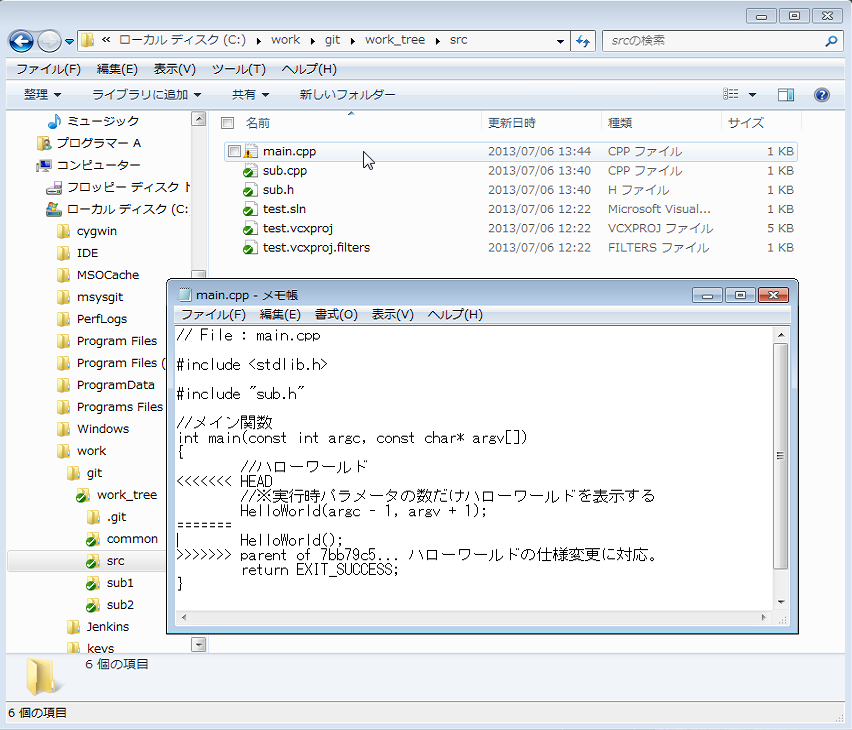 « ローカル ディスク (C:) ▸ work ▸ git ▸ work_tree ▸ src
srcの検索
ファイル(F) 編集(E) 表示(V) ツール(T) ヘルプ(H)
整理 ライブラリに追加 共有 新しいフォルダー
ミュージック
プログラマー A
コンピューター
フロッピー ディスク ト
ローカル ディスク (C:
cygwin
IDE
MSOCache
msysgit
PerfLogs
Program Files
Program Files (
ProgramData
Programs Files
Windows
work
git
work_tree
.git
common
src
sub1
sub2
Jenkins
keys
名前 更新日時 種類 サイズ
main.cpp 2013/07/06 13:44 CPP ファイル 1 KB
sub.cpp 2013/07/06 13:40 CPP ファイル 1 KB
sub.h 2013/07/06 13:40 H ファイル 1 KB
test.sln 2013/07/06 12:22 Microsoft Visual... 1 KB
test.vcxproj 2013/07/06 12:22 VCXPROJ ファイル 5 KB
test.vcxproj.filters 2013/07/06 12:22 FILTERS ファイル 1 KB
main.cpp - メモ帳
ファイル(F) 編集(E) 書式(O) 表示(V) ヘルプ(H)
// File : main.cpp
#include <stdlib.h>
#include "sub.h"
//メイン関数
int main(const int argc, const char* argv[])
{
//ハローワールド
<<<<<<< HEAD
//※実行時パラメータの数だけハローワールドを表示する
HelloWorld(argc - 1, argv + 1);
=======
HelloWorld();
>>>>>>> parent of 7bb79c5... ハローワールドの仕様変更に対応。
return EXIT_SUCCESS;
}
6 個の項目
6 個の項目